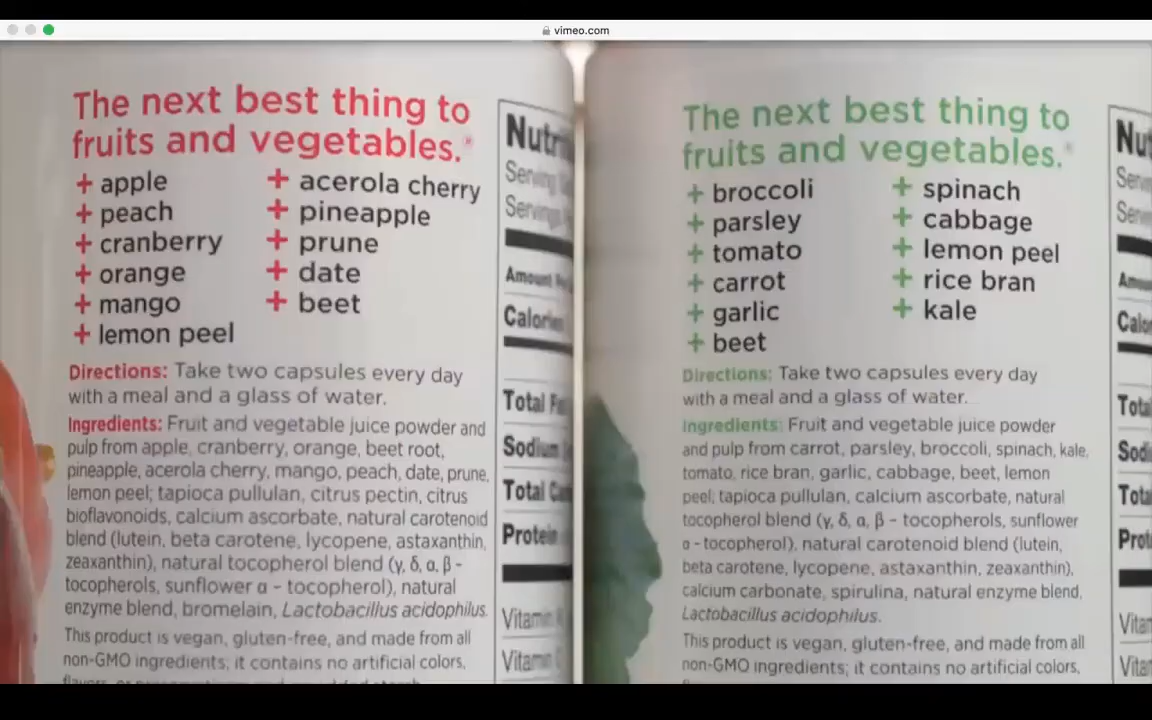 vimeo.com
The next best thing to
fruits and vegetables.
+ apple
+ peach
+ cranberry
+ orange
+ mango
+ lemon peel
+ acerola cherry
+ pineapple
+ prune
+ date
+ beet
Directions: Take two capsules every day
with a meal and a glass of water.
Ingredients: Fruit and vegetable juice powder and
pulp from apple, cranberry, orange, beet root,
pineapple, acerola cherry, mango, peach, date, prune,
lemon peel; tapioca pullulan, citrus pectin, citrus
bioflavonoids, calcium ascorbate, natural carotenoid
blend (lutein, beta carotene, lycopene, astaxanthin,
zeaxanthin), natural tocopherol blend (γ, δ, α, β -
tocopherols, sunflower α - tocopherol), natural
enzyme blend, bromelain, Lactobacillus acidophilus.
This product is vegan, gluten-free, and made from all
non-GMO ingredients; it contains no artificial colors,
Serving
Servings
Amount
Calories
Total
Sodium
Total
Protein
Vitamin
Vitamin C
The next best thing to
fruits and vegetables.
+ broccoli
+ parsley
+ tomato
+ carrot
+ garlic
+ beet
+ spinach
+ cabbage
+ lemon peel
+ rice bran
+ kale
Directions: Take two capsules every day
with a meal and a glass of water.
Ingredients: Fruit and vegetable juice powder
and pulp from carrot, parsley, broccoli, spinach, kale,
tomato, rice bran, garlic, cabbage, beet, lemon
peel; tapioca pullulan, calcium ascorbate, natural
tocopherol blend (γ, δ, α, β - tocopherols, sunflower
α - tocopherol), natural carotenoid blend (lutein,
beta carotene, lycopene, astaxanthin, zeaxanthin),
calcium carbonate, spirulina, natural enzyme blend,
Lactobacillus acidophilus.
This product is vegan, gluten-free, and made from all
non-GMO ingredients; it contains no artificial colors,